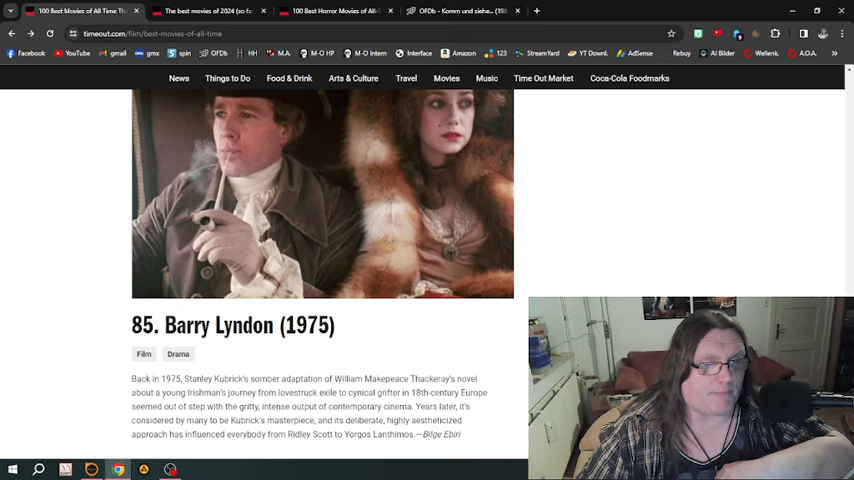 100 Best Movies of All Time Th
The best movies of 2024 (so fa
100 Best Horror Movies of All-T
OFDb - Komm und siehe... (198
timeout.com/film/best-movies-of-all-time
Facebook
YouTube
gmail
gmx
spin
OFDb
M.A.
M-O HP
M-O Intern
Interface
Amazon
123
StreamYard
YT Downl.
AdSense
Rebuy
AI Bilder
Wellenk.
A.O.A.
News
Things to Do
Food & Drink
Arts & Culture
Travel
Movies
Music
Time Out Market
Coca-Cola Foodmarks
85. Barry Lyndon (1975)
Film
Drama
Back in 1975, Stanley Kubrick's somber adaptation of William Makepeace Thackeray's novel
about a young Irishman's journey from lovestruck exile to cynical grifter in 18th-century Europe
seemed out of step with the gritty, intense output of contemporary cinema. Years later, it's
considered by many to be Kubrick's masterpiece, and its deliberate, highly aestheticized
approach has influenced everybody from Ridley Scott to Yorgos Lanthimos.—Bilge Ebiri